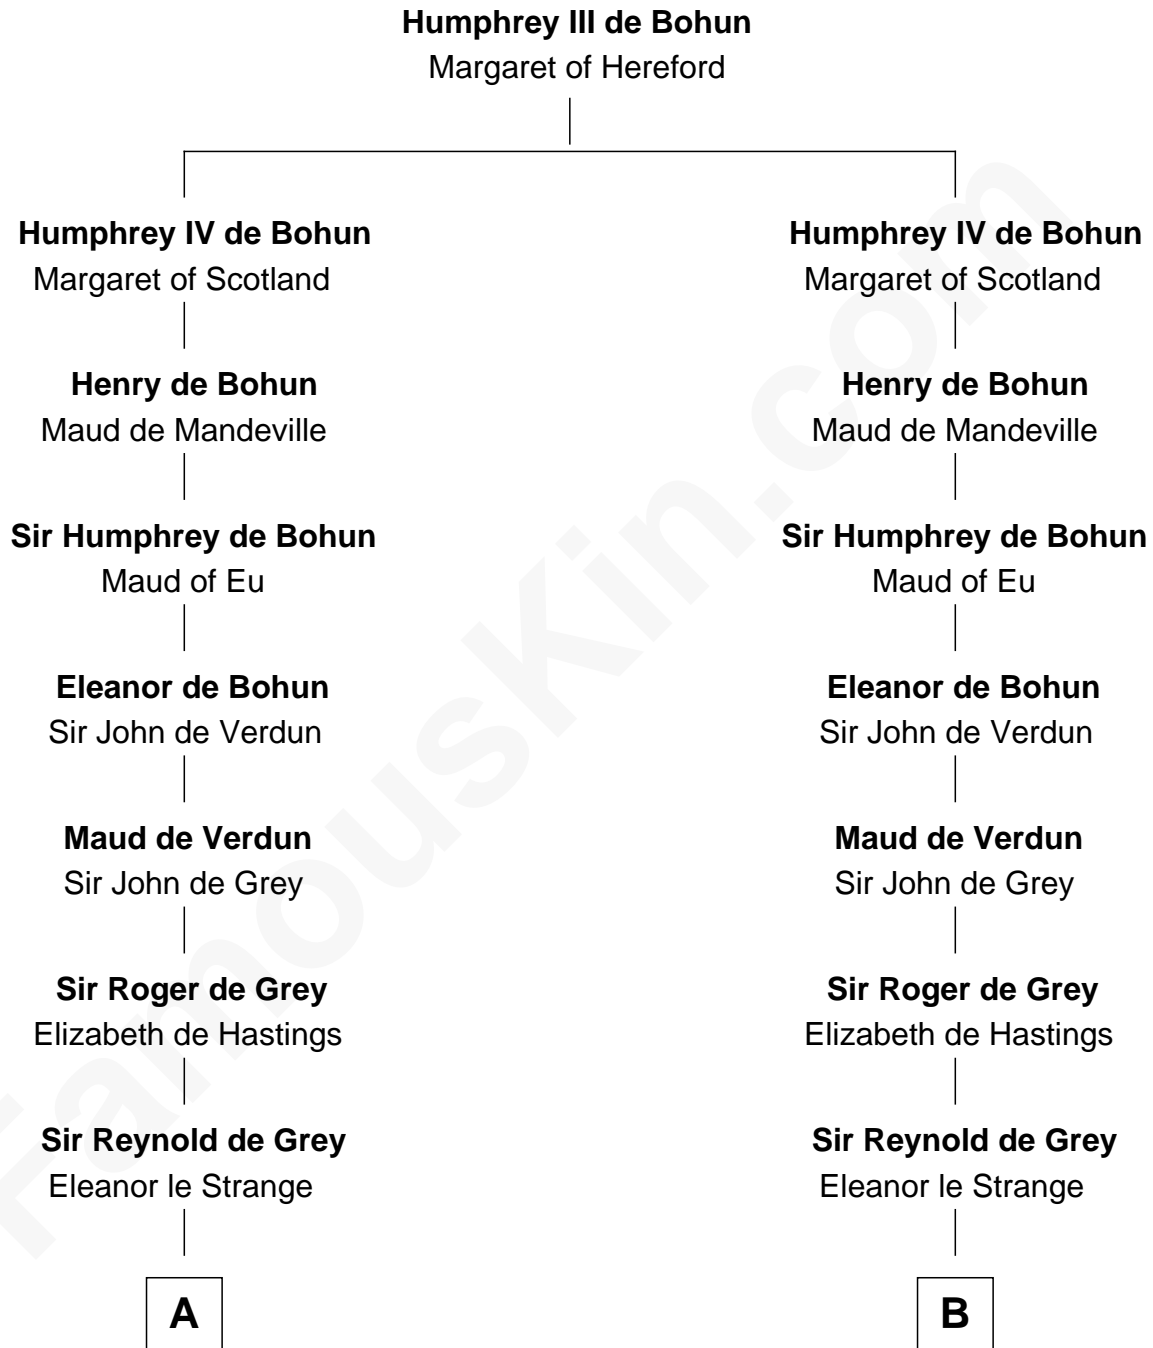 Humphrey III de Bohun
Margaret of Hereford
Humphrey IV de Bohun
Margaret of Scotland
Henry de Bohun
Maud de Mandeville
Sir Humphrey de Bohun
Maud of Eu
Eleanor de Bohun
Sir John de Verdun
Maud de Verdun
Sir John de Grey
Sir Roger de Grey
Elizabeth de Hastings
Sir Reynold de Grey
Eleanor le Strange
A
Humphrey IV de Bohun
Margaret of Scotland
Henry de Bohun
Maud de Mandeville
Sir Humphrey de Bohun
Maud of Eu
Eleanor de Bohun
Sir John de Verdun
Maud de Verdun
Sir John de Grey
Sir Roger de Grey
Elizabeth de Hastings
Sir Reynold de Grey
Eleanor le Strange
B
FamousKin.com